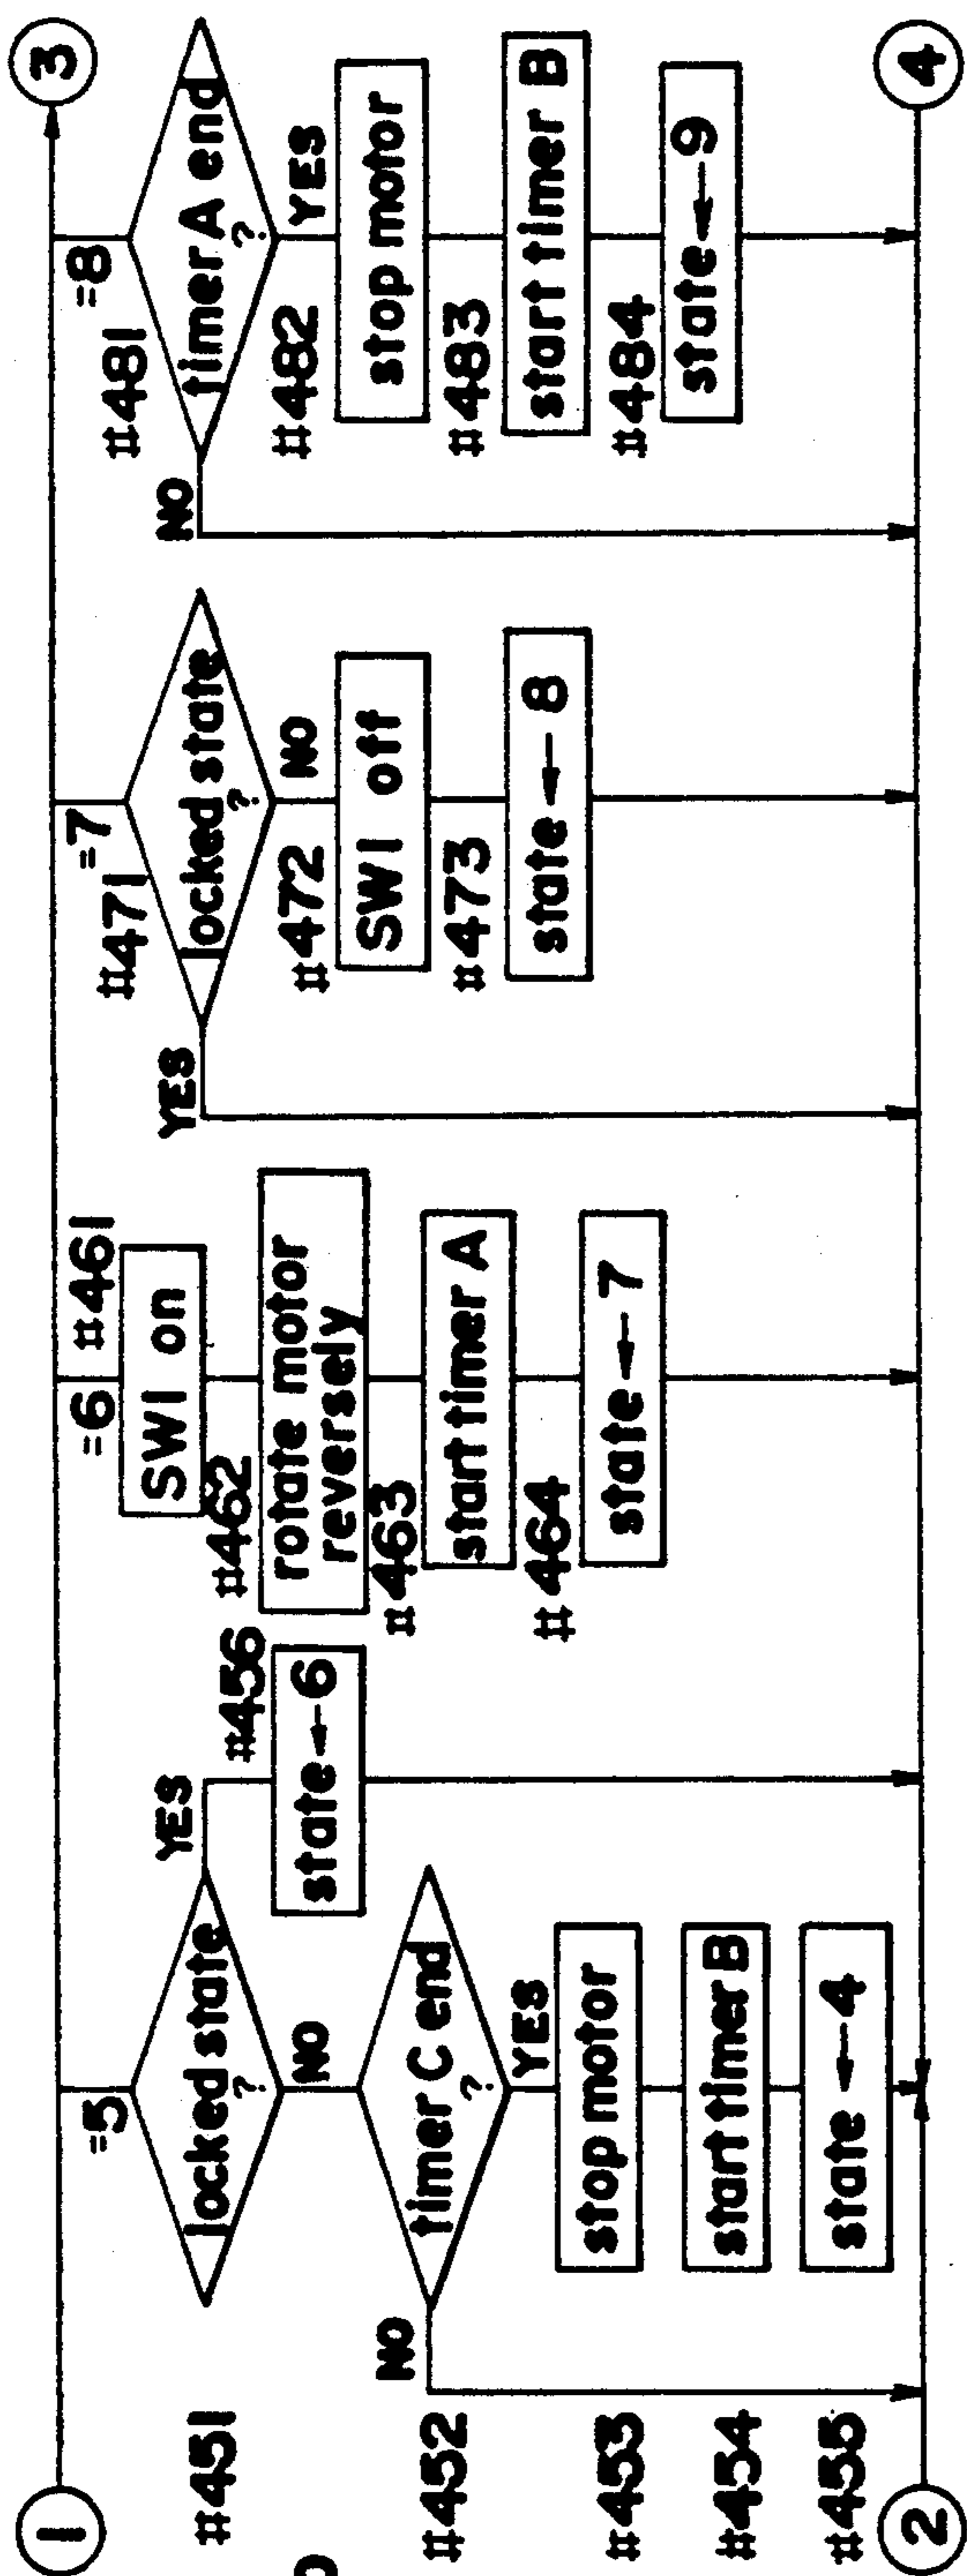 1
=5
#451
locked state
?
YES
NO
#456
state ← 6
#452
timer C end
?
NO
YES
#453
stop motor
#454
start timer B
#455
state ← 4
2
=6
#461
SW1 on
#462
rotate motor
reversely
#463
start timer A
#464
state ← 7
=7
#471
locked state
?
YES
NO
#472
SW1 off
#473
state ← 8
=8
#481
timer A end
?
NO
YES
#482
stop motor
#483
start timer B
#484
state ← 9
3
4